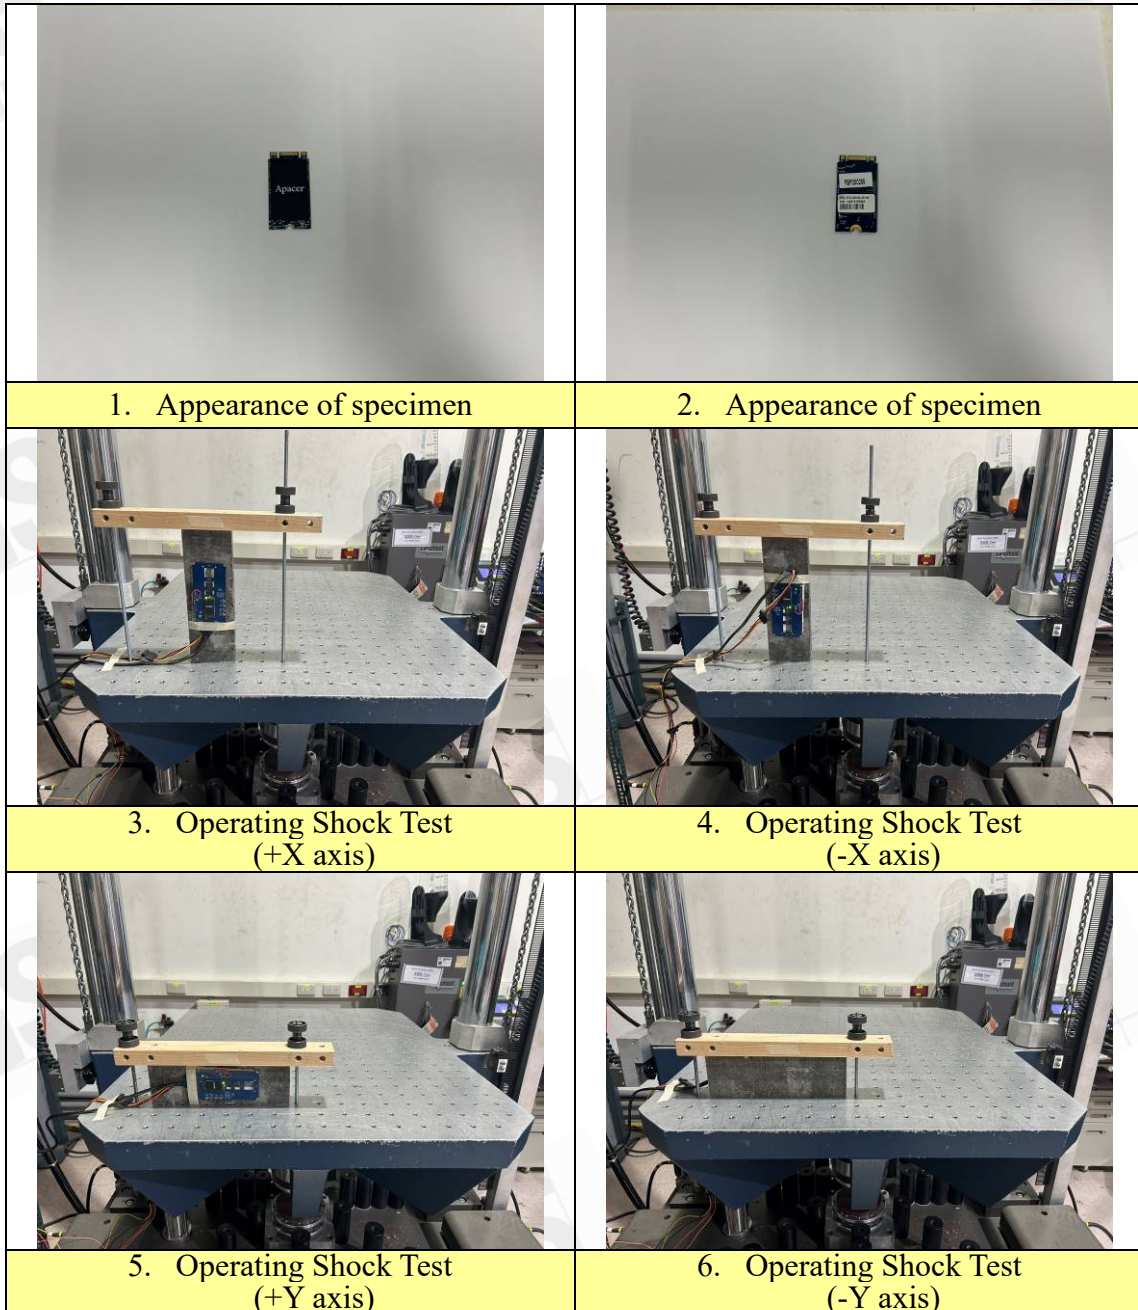 Apacer
1. Appearance of specimen
2. Appearance of specimen
3. Operating Shock Test
(+X axis)
4. Operating Shock Test
(-X axis)
5. Operating Shock Test
(+Y axis)
6. Operating Shock Test
(-Y axis)